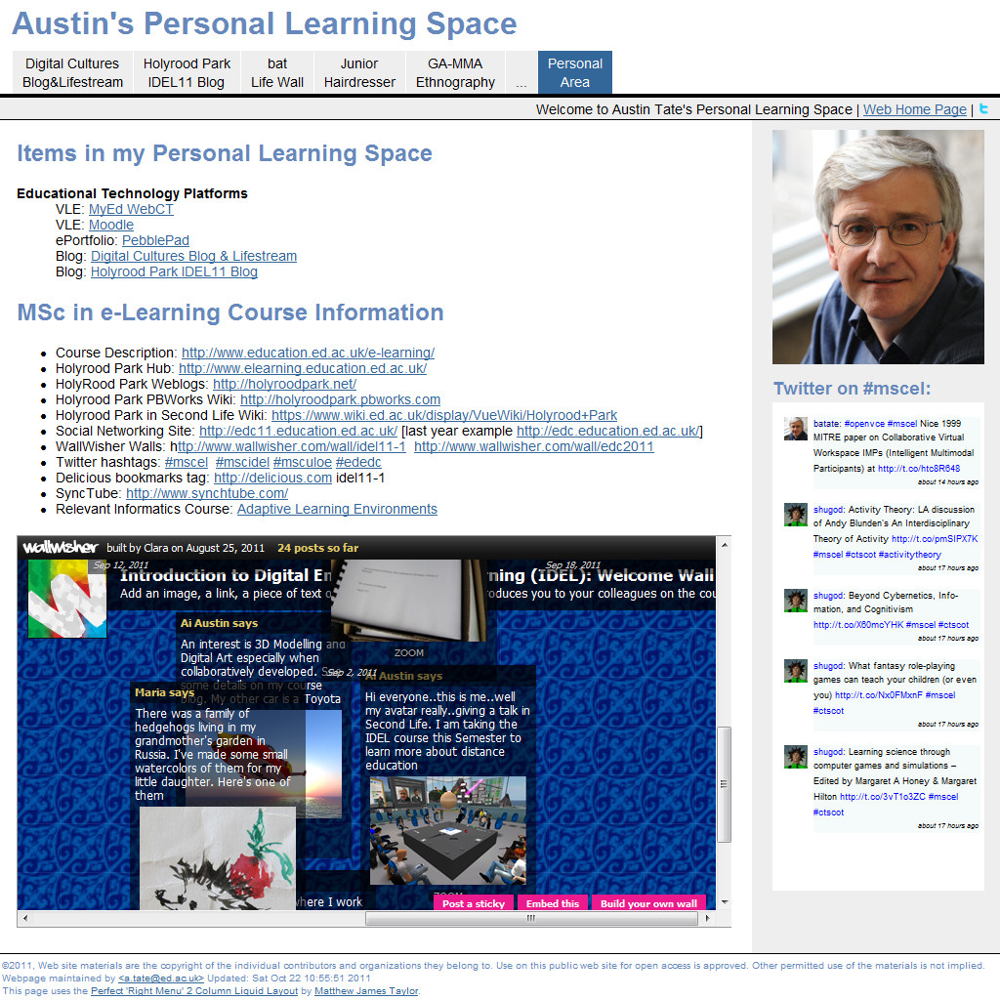 Austin's Personal Learning Space
Digital Cultures
Blog&Lifestream
Holyrood Park
IDEL11 Blog
bat
Life Wall
Junior
Hairdresser
GA-MMA
Ethnography
...
Personal
Area
Welcome to Austin Tate's Personal Learning Space | Web Home Page |
Items in my Personal Learning Space
Educational Technology Platforms
VLE: MyEd WebCT
VLE: Moodle
ePortfolio: PebblePad
Blog: Digital Cultures Blog & Lifestream
Blog: Holyrood Park IDEL11 Blog
MSc in e-Learning Course Information
Course Description: http://www.education.ed.ac.uk/e-learning/
Holyrood Park Hub: http://www.elearning.education.ed.ac.uk/
HolyRood Park Weblogs: http://holyroodpark.net/
Holyrood Park PBWorks Wiki: http://holyroodpark.pbworks.com
Holyrood Park in Second Life Wiki: https://www.wiki.ed.ac.uk/display/VueWiki/Holyrood+Park
Social Networking Site: http://edc11.education.ed.ac.uk/ [last year example http://edc.education.ed.ac.uk/]
WallWisher Walls: http://www.wallwisher.com/wall/idel11-1 http://www.wallwisher.com/wall/edc2011
Twitter hashtags: #mscel #mscidel #msculoe #ededc
Delicious bookmarks tag: http://delicious.com idel11-1
SyncTube: http://www.synchtube.com/
Relevant Informatics Course: Adaptive Learning Environments
wallwisher built by Clara on August 25, 2011 24 posts so far
Sep 12, 2011
Sep 18, 2011
Introduction to Digital En ning (IDEL): Welcome Wall
Add an image, a link, a piece of text o oduces you to your colleagues on the cou
Ai Austin says
An interest is 3D Modelling and
Digital Art especially when
collaboratively developed. See
some details on my course
blog. My other car is a Toyota
ZOOM
Sep 2, 2011
Maria says
There was a family of
hedgehogs living in my
grandmother's garden in
Russia. I've made some small
watercolors of them for my
little daughter. Here's one of
them
Ai Austin says
Hi everyone..this is me..well
my avatar really..giving a talk in
Second Life. I am taking the
IDEL course this Semester to
learn more about distance
education
where I work
ZOOM
Post a sticky
Embed this
Build your own wall
Twitter on #mscel:
batate: #openvce #mscel Nice 1999
MITRE paper on Collaborative Virtual
Workspace IMPs (Intelligent Multimodal
Participants) at http://t.co/htc8R648
about 14 hours ago
shugod: Activity Theory: LA discussion
of Andy Blunden's An Interdisciplinary
Theory of Activity http://t.co/pmSIPX7K
#mscel #ctscot #activitytheory
about 17 hours ago
shugod: Beyond Cybernetics, Info-
mation, and Cognitivism
http://t.co/X60mcYHK #mscel #ctscot
about 17 hours ago
shugod: What fantasy role-playing
games can teach your children (or even
you) http://t.co/Nx0FMxnF #mscel
#ctscot
about 17 hours ago
shugod: Learning science through
computer games and simulations –
Edited by Margaret A Honey & Margaret
Hilton http://t.co/3vT1o3ZC #mscel
#ctscot
about 17 hours ago
©2011, Web site materials are the copyright of the individual contributors and organizations they belong to. Use on this public web site for open access is approved. Other permitted use of the materials is not implied.
Webpage maintained by <a.tate@ed.ac.uk> Updated: Sat Oct 22 10:55:51 2011
This page uses the Perfect 'Right Menu' 2 Column Liquid Layout by Matthew James Taylor.